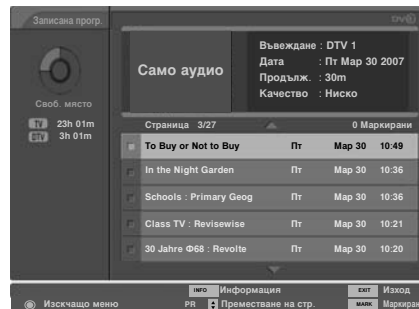 Записана прогр.
DV
Само аудио
Въвеждане : DTV 1
Дата : Пт Мар 30 2007
Продълж. : 30m
Качество : Ниско
Своб. място
TV 23h 01m
DTV 3h 01m
Страница 3/27 0 Маркирани
To Buy or Not to Buy Пт Мар 30 10:49
In the Night Garden Пт Мар 30 10:36
Schools : Primary Geog Пт Мар 30 10:36
Class TV : Revisewise Пт Мар 30 10:21
30 Jahre Ф68 : Revolte Пт Мар 30 10:20
INFO Информация EXIT Изход
Изскчащо меню PR Преместване на стр. MARK Маркиран